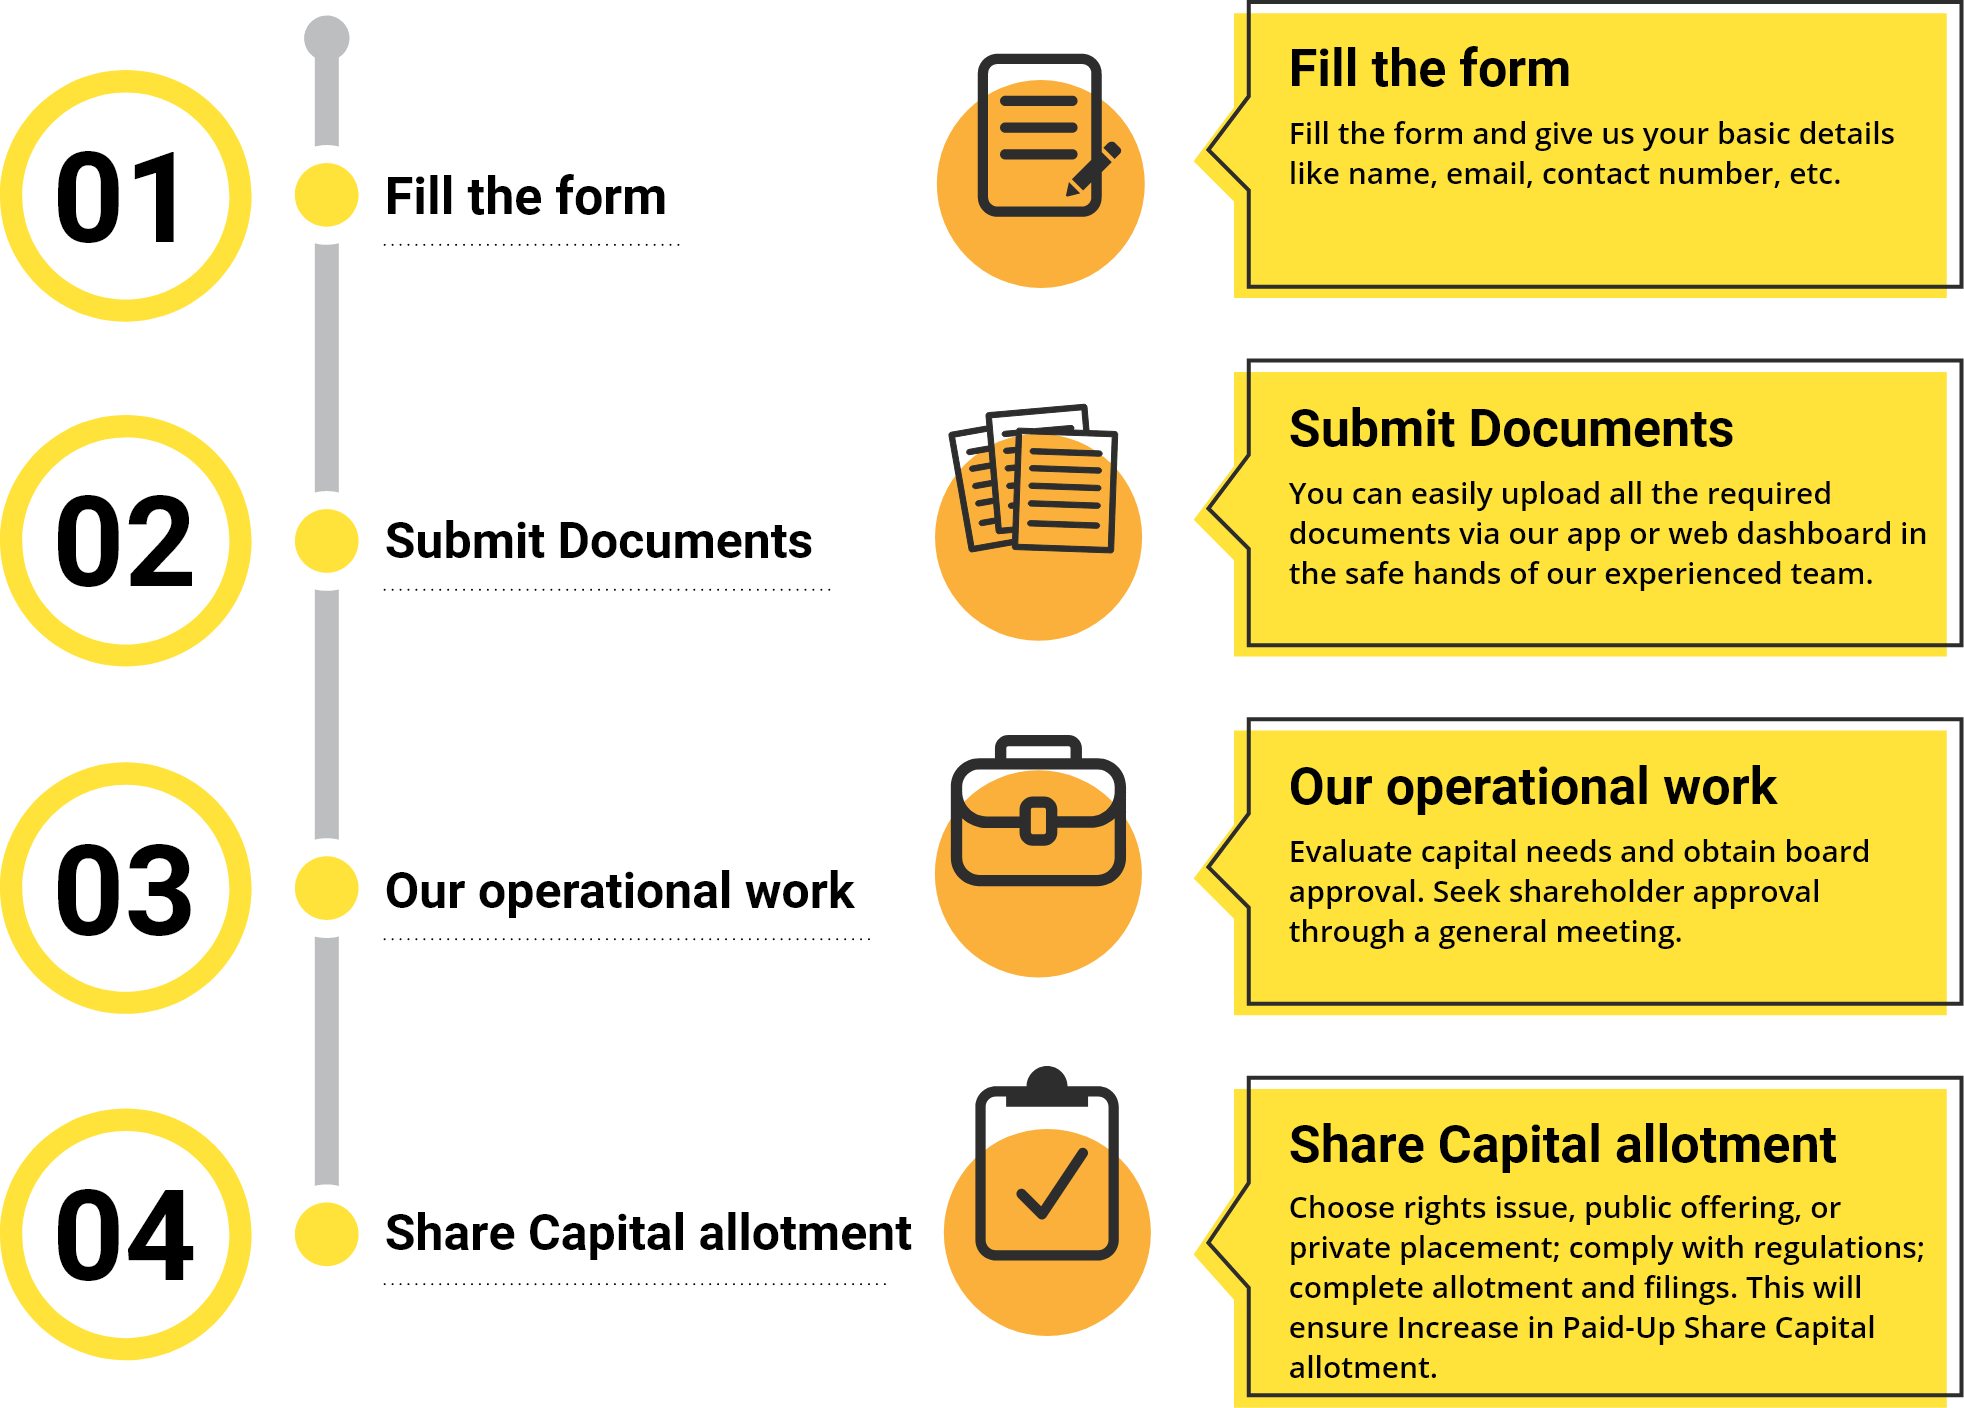 01
Fill the form
Fill the form
Fill the form and give us your basic details
like name, email, contact number, etc.
02
Submit Documents
Submit Documents
You can easily upload all the required
documents via our app or web dashboard in
the safe hands of our experienced team.
03
Our operational work
Our operational work
Evaluate capital needs and obtain board
approval. Seek shareholder approval
through a general meeting.
04
Share Capital allotment
Share Capital allotment
Choose rights issue, public offering, or
private placement; comply with regulations;
complete allotment and filings. This will
ensure Increase in Paid-Up Share Capital
allotment.